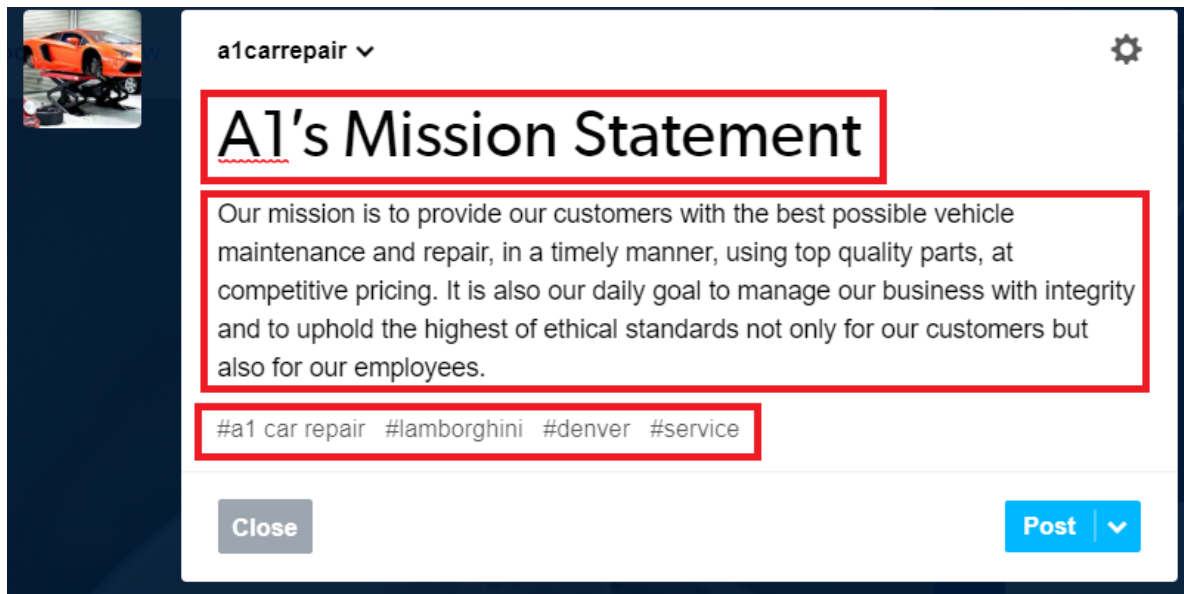 a1carrepair
A1's Mission Statement
Our mission is to provide our customers with the best possible vehicle
maintenance and repair, in a timely manner, using top quality parts, at
competitive pricing. It is also our daily goal to manage our business with integrity
and to uphold the highest of ethical standards not only for our customers but
also for our employees.
#a1 car repair #lamborghini #denver #service
Close
Post